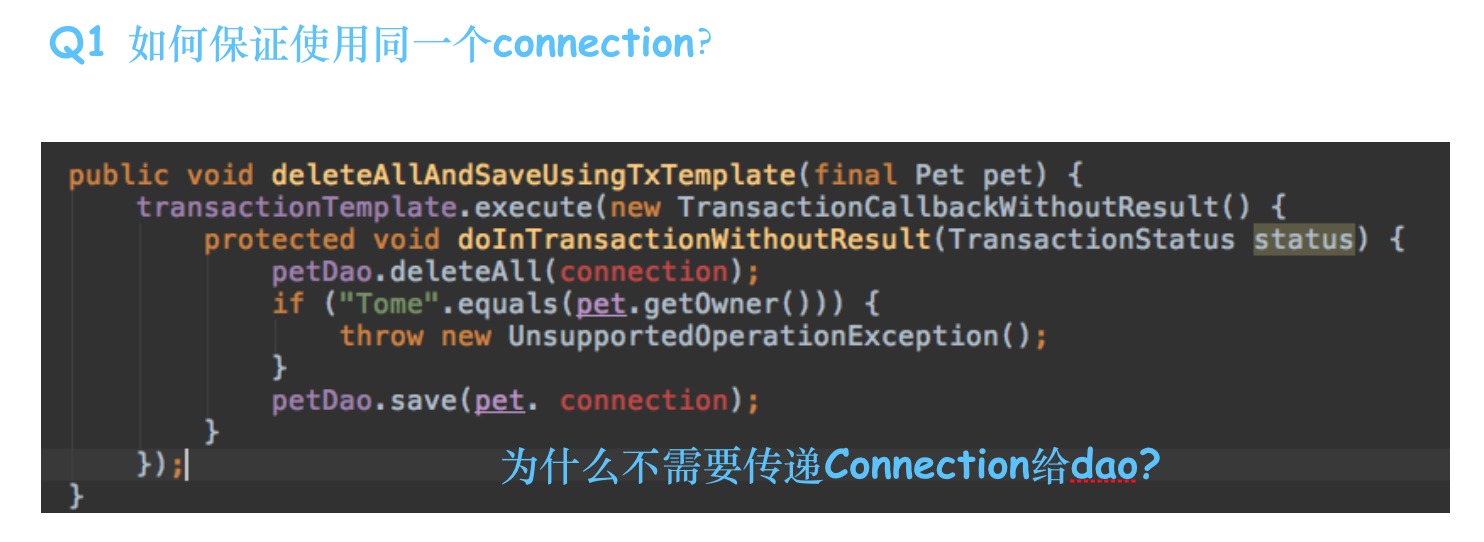 Q1 如何保证使用同一个connection?
public void deleteAllAndSaveUsingTxTemplate(final Pet pet) {
transactionTemplate.execute(new TransactionCallbackWithoutResult() {
protected void doInTransactionWithoutResult(TransactionStatus status) {
petDao.deleteAll(connection);
if ("Tome".equals(pet.getOwner())) {
throw new UnsupportedOperationException();
}
petDao.save(pet. connection);
}
});
为什么不需要传递Connection给dao?
}